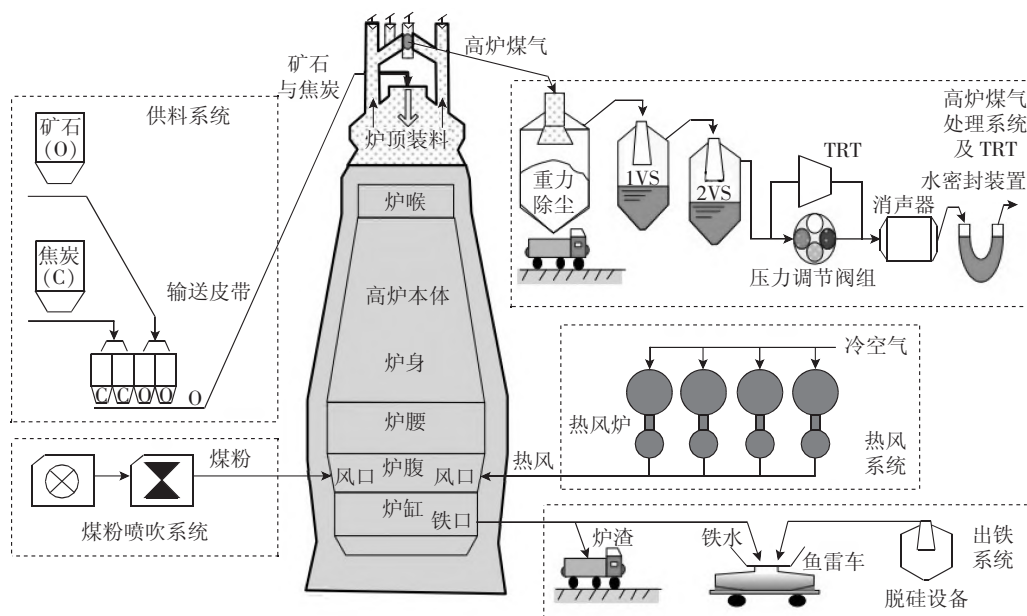 高炉煤气
矿石
与焦炭
炉顶装料
供料系统
矿石
(O)
焦炭
(C)
输送皮带
C
C
O
O
O
高炉煤气
处理系统
及 TRT
重力
除尘
1VS
2VS
TRT
压力调节阀组
消声器
水密封装置
炉喉
高炉本体
炉身
炉腰
炉腹
风口
风口
炉缸
铁口
冷空气
热风炉
热风
系统
热风
煤粉
煤粉喷吹系统
炉渣
铁水
鱼雷车
脱硅设备
出铁
系统